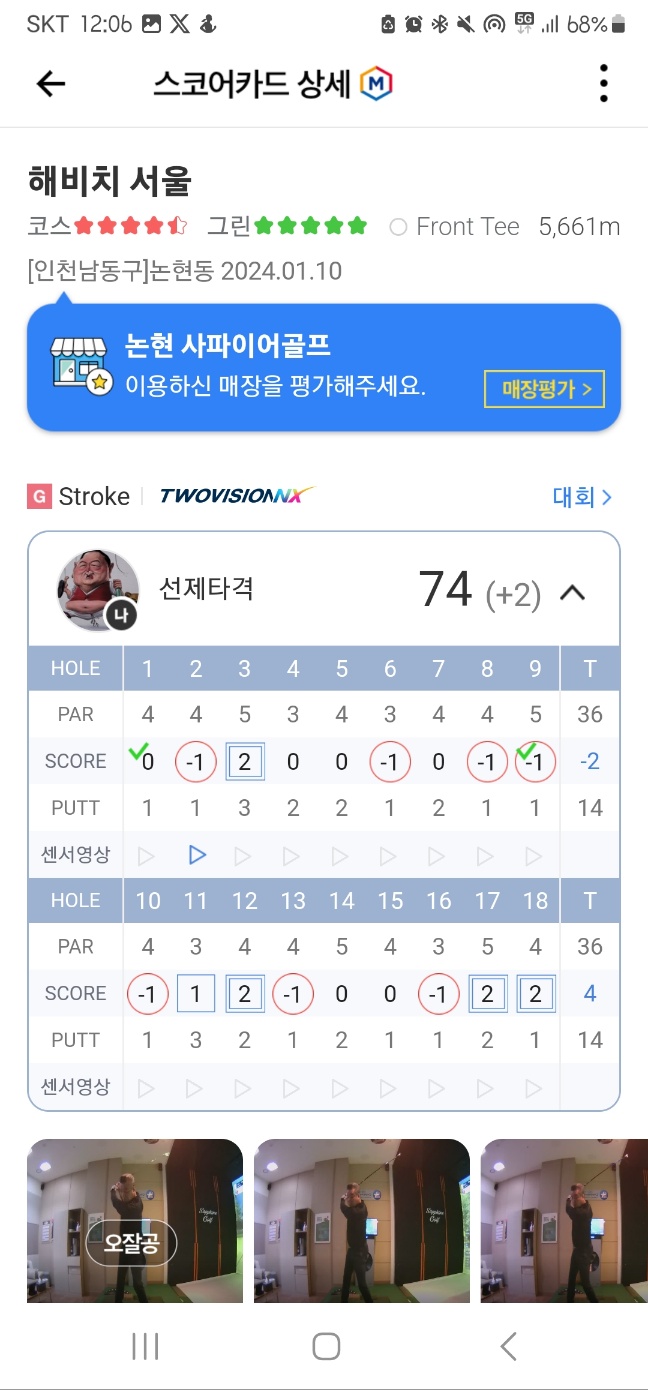 SKT 12:06 5G 68%
스코어카드 상세 M
해비치 서울
코스 그린 Front Tee 5,661m
[인천남동구]논현동 2024.01.10
논현 사파이어골프
이용하신 매장을 평가해주세요. 매장평가 >
G Stroke TWOVISIONNX 대회 >
나 선제타격 74 (+2)
HOLE 1 2 3 4 5 6 7 8 9 T
PAR 4 4 5 3 4 3 4 4 5 36
SCORE 0 -1 2 0 0 -1 0 -1 -1 -2
PUTT 1 1 3 2 2 1 2 1 1 14
센서영상
HOLE 10 11 12 13 14 15 16 17 18 T
PAR 4 3 4 4 5 4 3 5 4 36
SCORE -1 1 2 -1 0 0 -1 2 2 4
PUTT 1 3 2 1 2 1 1 2 1 14
센서영상
Sapphire Golf Sapphire Golf
오잘공